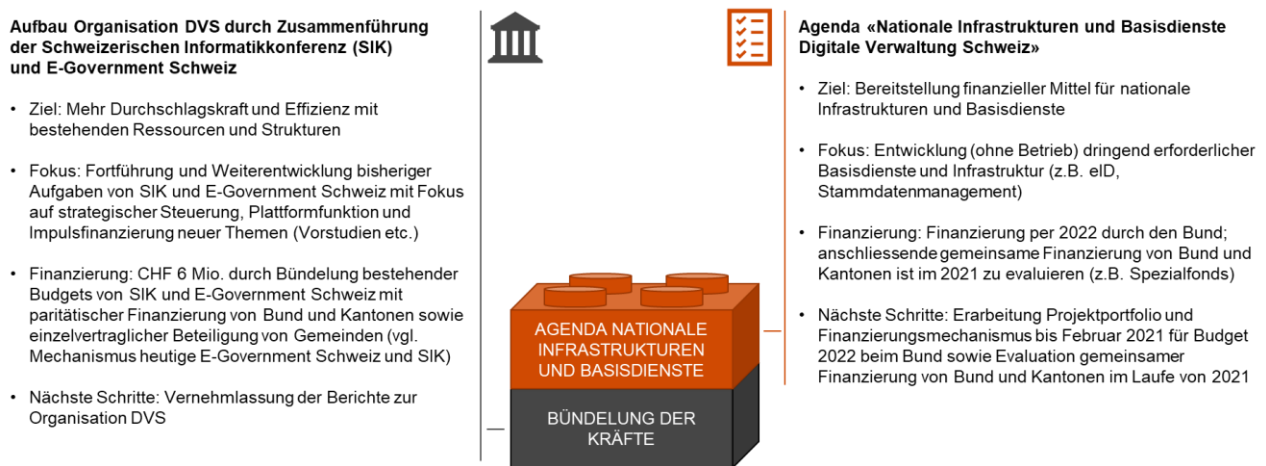 Aufbau Organisation DVS durch Zusammenführung
der Schweizerischen Informatikkonferenz (SIK)
und E-Government Schweiz
• Ziel: Mehr Durchschlagskraft und Effizienz mit
bestehenden Ressourcen und Strukturen
• Fokus: Fortführung und Weiterentwicklung bisheriger
Aufgaben von SIK und E-Government Schweiz mit Fokus
auf strategischer Steuerung, Plattformfunktion und
Impulsfinanzierung neuer Themen (Vorstudien etc.)
• Finanzierung: CHF 6 Mio. durch Bündelung bestehender
Budgets von SIK und E-Government Schweiz mit
paritätischer Finanzierung von Bund und Kantonen sowie
einzelvertraglicher Beteiligung von Gemeinden (vgl.
Mechanismus heutige E-Government Schweiz und SIK)
• Nächste Schritte: Vernehmlassung der Berichte zur
Organisation DVS
AGENDA NATIONALE
INFRASTRUKTUREN
UND BASISDIENSTE
BÜNDELUNG DER
KRÄFTE
Agenda «Nationale Infrastrukturen und Basisdienste
Digitale Verwaltung Schweiz»
• Ziel: Bereitstellung finanzieller Mittel für nationale
Infrastrukturen und Basisdienste
• Fokus: Entwicklung (ohne Betrieb) dringend erforderlicher
Basisdienste und Infrastruktur (z.B. eID,
Stammdatenmanagement)
• Finanzierung: Finanzierung per 2022 durch den Bund;
anschliessende gemeinsame Finanzierung von Bund und
Kantonen ist im 2021 zu evaluieren (z.B. Spezialfonds)
• Nächste Schritte: Erarbeitung Projektportfolio und
Finanzierungsmechanismus bis Februar 2021 für Budget
2022 beim Bund sowie Evaluation gemeinsamer
Finanzierung von Bund und Kantonen im Laufe von 2021